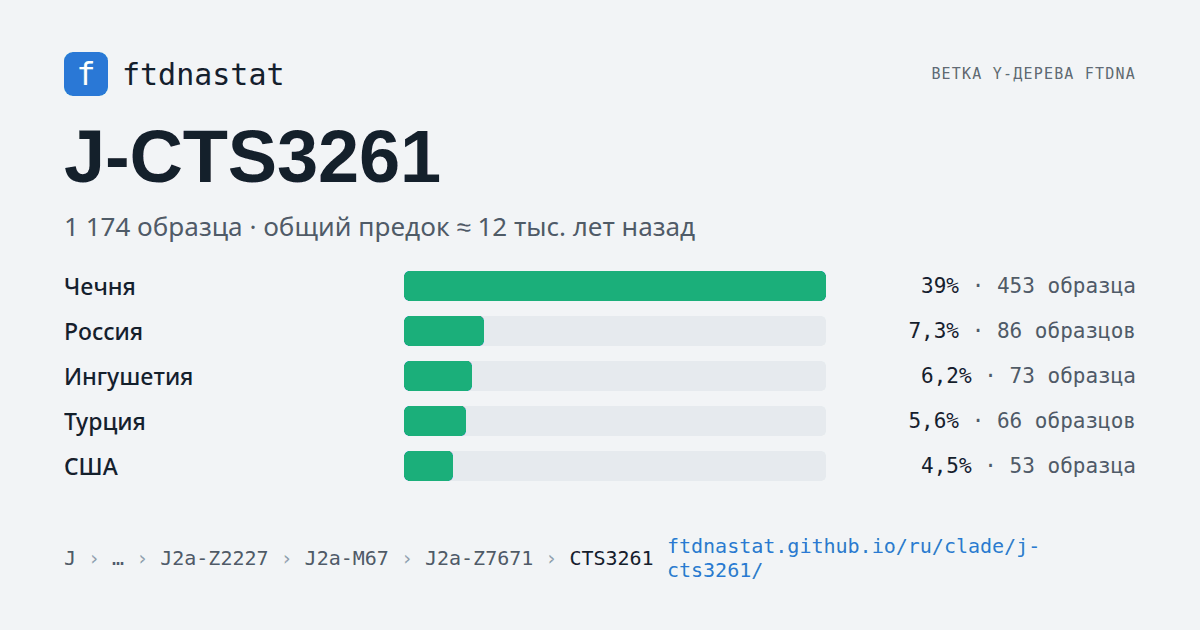 f ftdnastat
ВЕТКА Y-ДЕРЕВА FTDNA
J-CTS3261
1 174 образца · общий предок ≈ 12 тыс. лет назад
Чечня 39% · 453 образца
Россия 7,3% · 86 образцов
Ингушетия 6,2% · 73 образца
Турция 5,6% · 66 образцов
США 4,5% · 53 образца
J › … › J2a-Z2227 › J2a-M67 › J2a-Z7671 › CTS3261
ftdnastat.github.io/ru/clade/j-
cts3261/